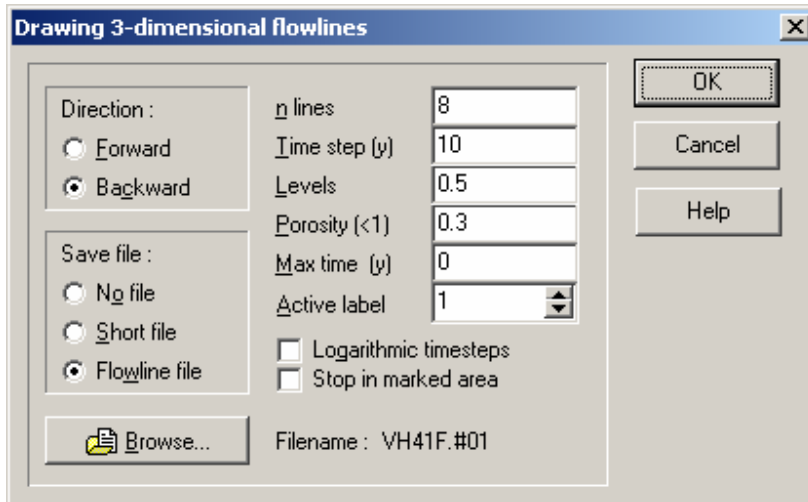 Drawing 3-dimensional flowlines
Direction :
Forward
Backward
Save file :
No file
Short file
Flowline file
Browse...
n lines 8
Time step (y) 10
Levels 0.5
Porosity (<1) 0.3
Max time (y) 0
Active label 1
Logarithmic timesteps
Stop in marked area
Filename : VH41F.#01
OK
Cancel
Help